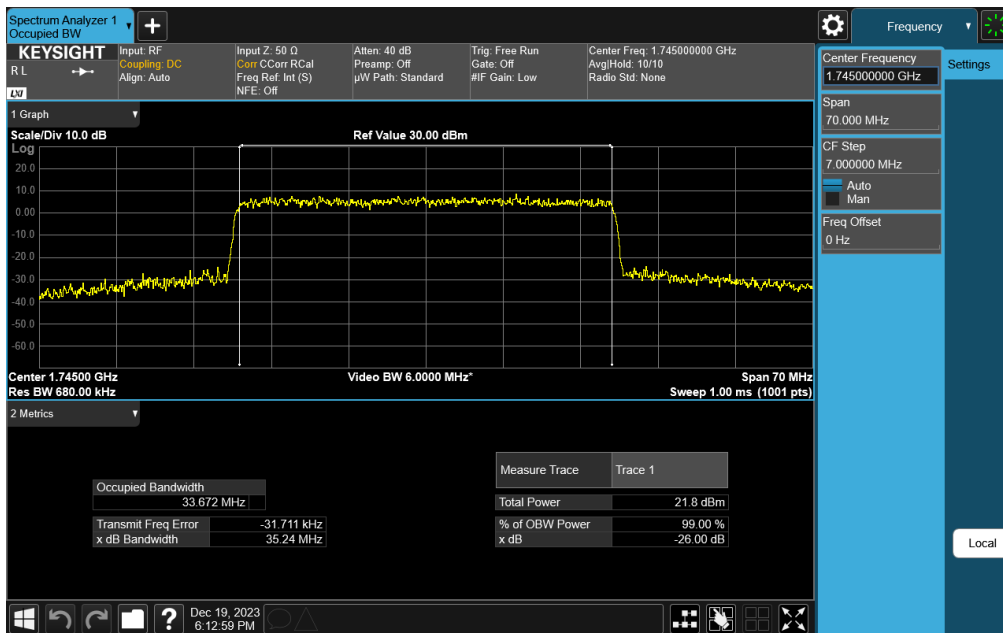 Spectrum Analyzer 1
Occupied BW
Frequency
KEYSIGHT
R L
LXI
Input: RF
Coupling: DC
Align: Auto
Input Z: 50 Ω
Corr CCorr RCal
Freq Ref: Int (S)
NFE: Off
Atten: 40 dB
Preamp: Off
µW Path: Standard
Trig: Free Run
Gate: Off
#IF Gain: Low
Center Freq: 1.745000000 GHz
Avg|Hold: 10/10
Radio Std: None
Center Frequency
1.745000000 GHz
Settings
Span
70.000 MHz
CF Step
7.000000 MHz
Auto
Man
Freq Offset
0 Hz
Local
1 Graph
Scale/Div 10.0 dB
Ref Value 30.00 dBm
Log
20.0
10.0
0.00
-10.0
-20.0
-30.0
-40.0
-50.0
-60.0
Center 1.74500 GHz
Video BW 6.0000 MHz*
Span 70 MHz
Res BW 680.00 kHz
Sweep 1.00 ms (1001 pts)
2 Metrics
Occupied Bandwidth
33.672 MHz
Transmit Freq Error -31.711 kHz
x dB Bandwidth 35.24 MHz
Measure Trace Trace 1
Total Power 21.8 dBm
% of OBW Power 99.00 %
x dB -26.00 dB
?
Dec 19, 2023
6:12:59 PM